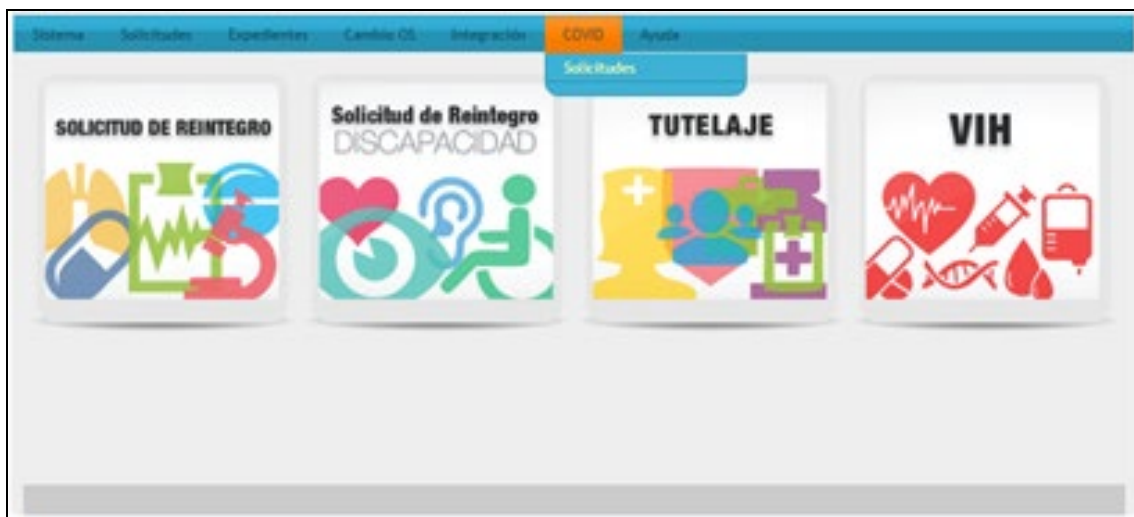 Sistema Solicitudes Expedientes Cambio OS Integración COVID Ayuda
Solicitudes
SOLICITUD DE REINTEGRO
Solicitud de Reintegro
DISCAPACIDAD
TUTELAJE
VIH